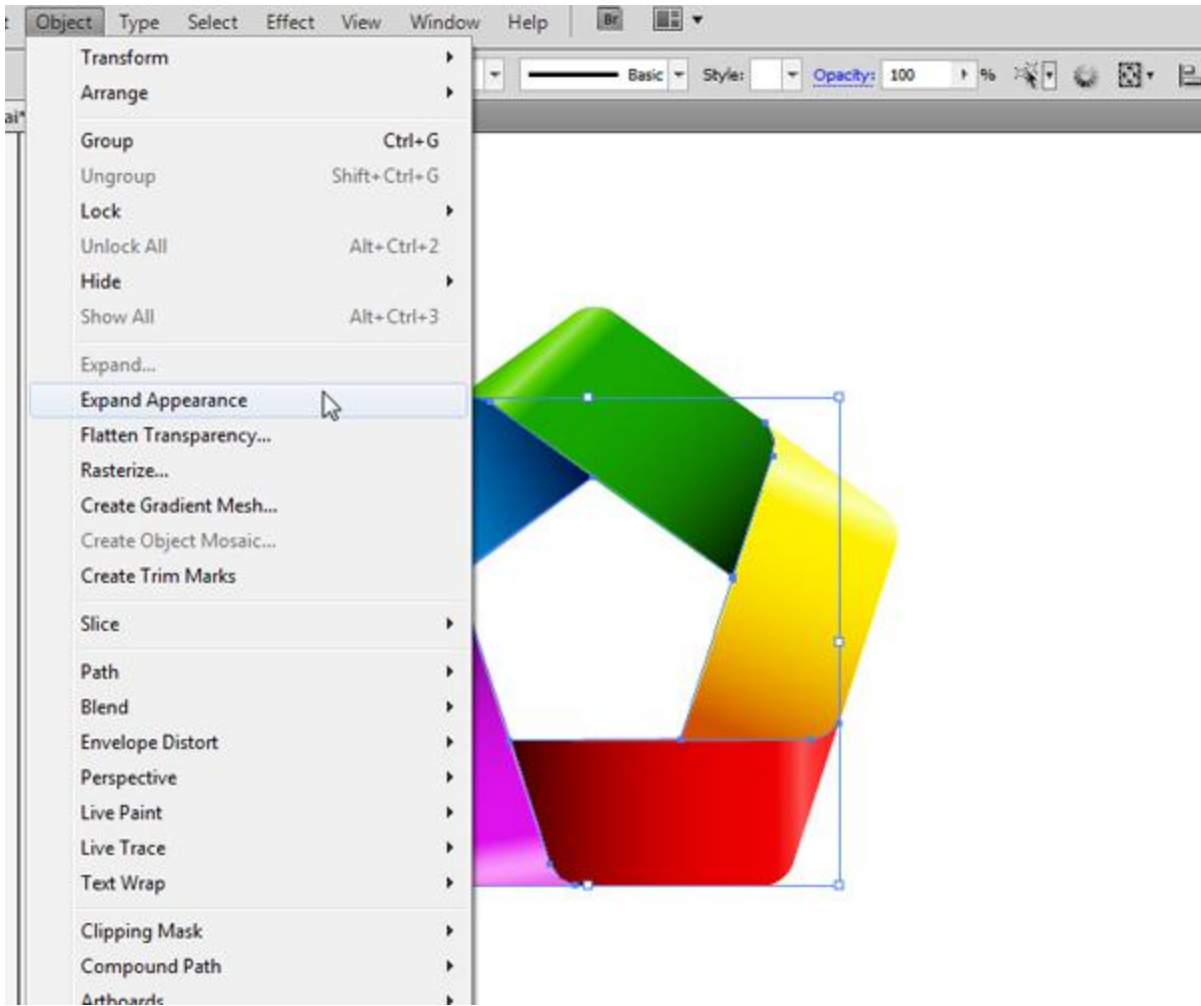 Object Type Select Effect View Window Help Br
Basic Style: Opacity: 100 %
ai*
Transform
Arrange
Group Ctrl+G
Ungroup Shift+Ctrl+G
Lock
Unlock All Alt+Ctrl+2
Hide
Show All Alt+Ctrl+3
Expand...
Expand Appearance
Flatten Transparency...
Rasterize...
Create Gradient Mesh...
Create Object Mosaic...
Create Trim Marks
Slice
Path
Blend
Envelope Distort
Perspective
Live Paint
Live Trace
Text Wrap
Clipping Mask
Compound Path
Artboards